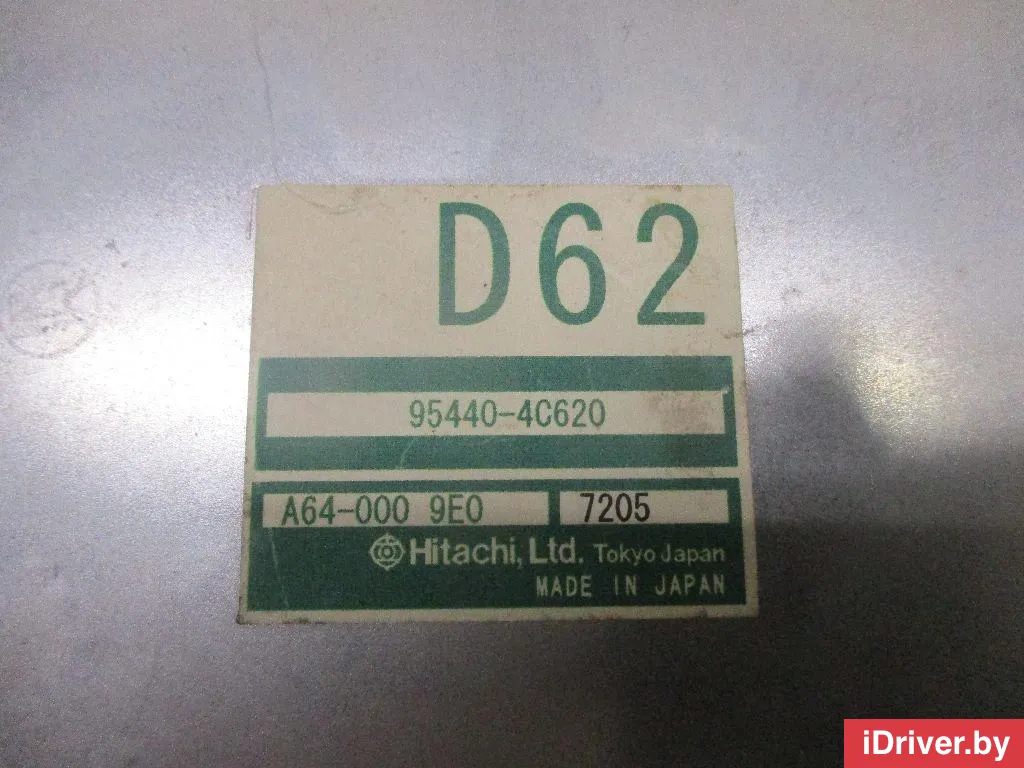 D62
95440-4C620
A64-000 9E0 7205
Hitachi, Ltd. Tokyo Japan
MADE IN JAPAN
iDriver.by